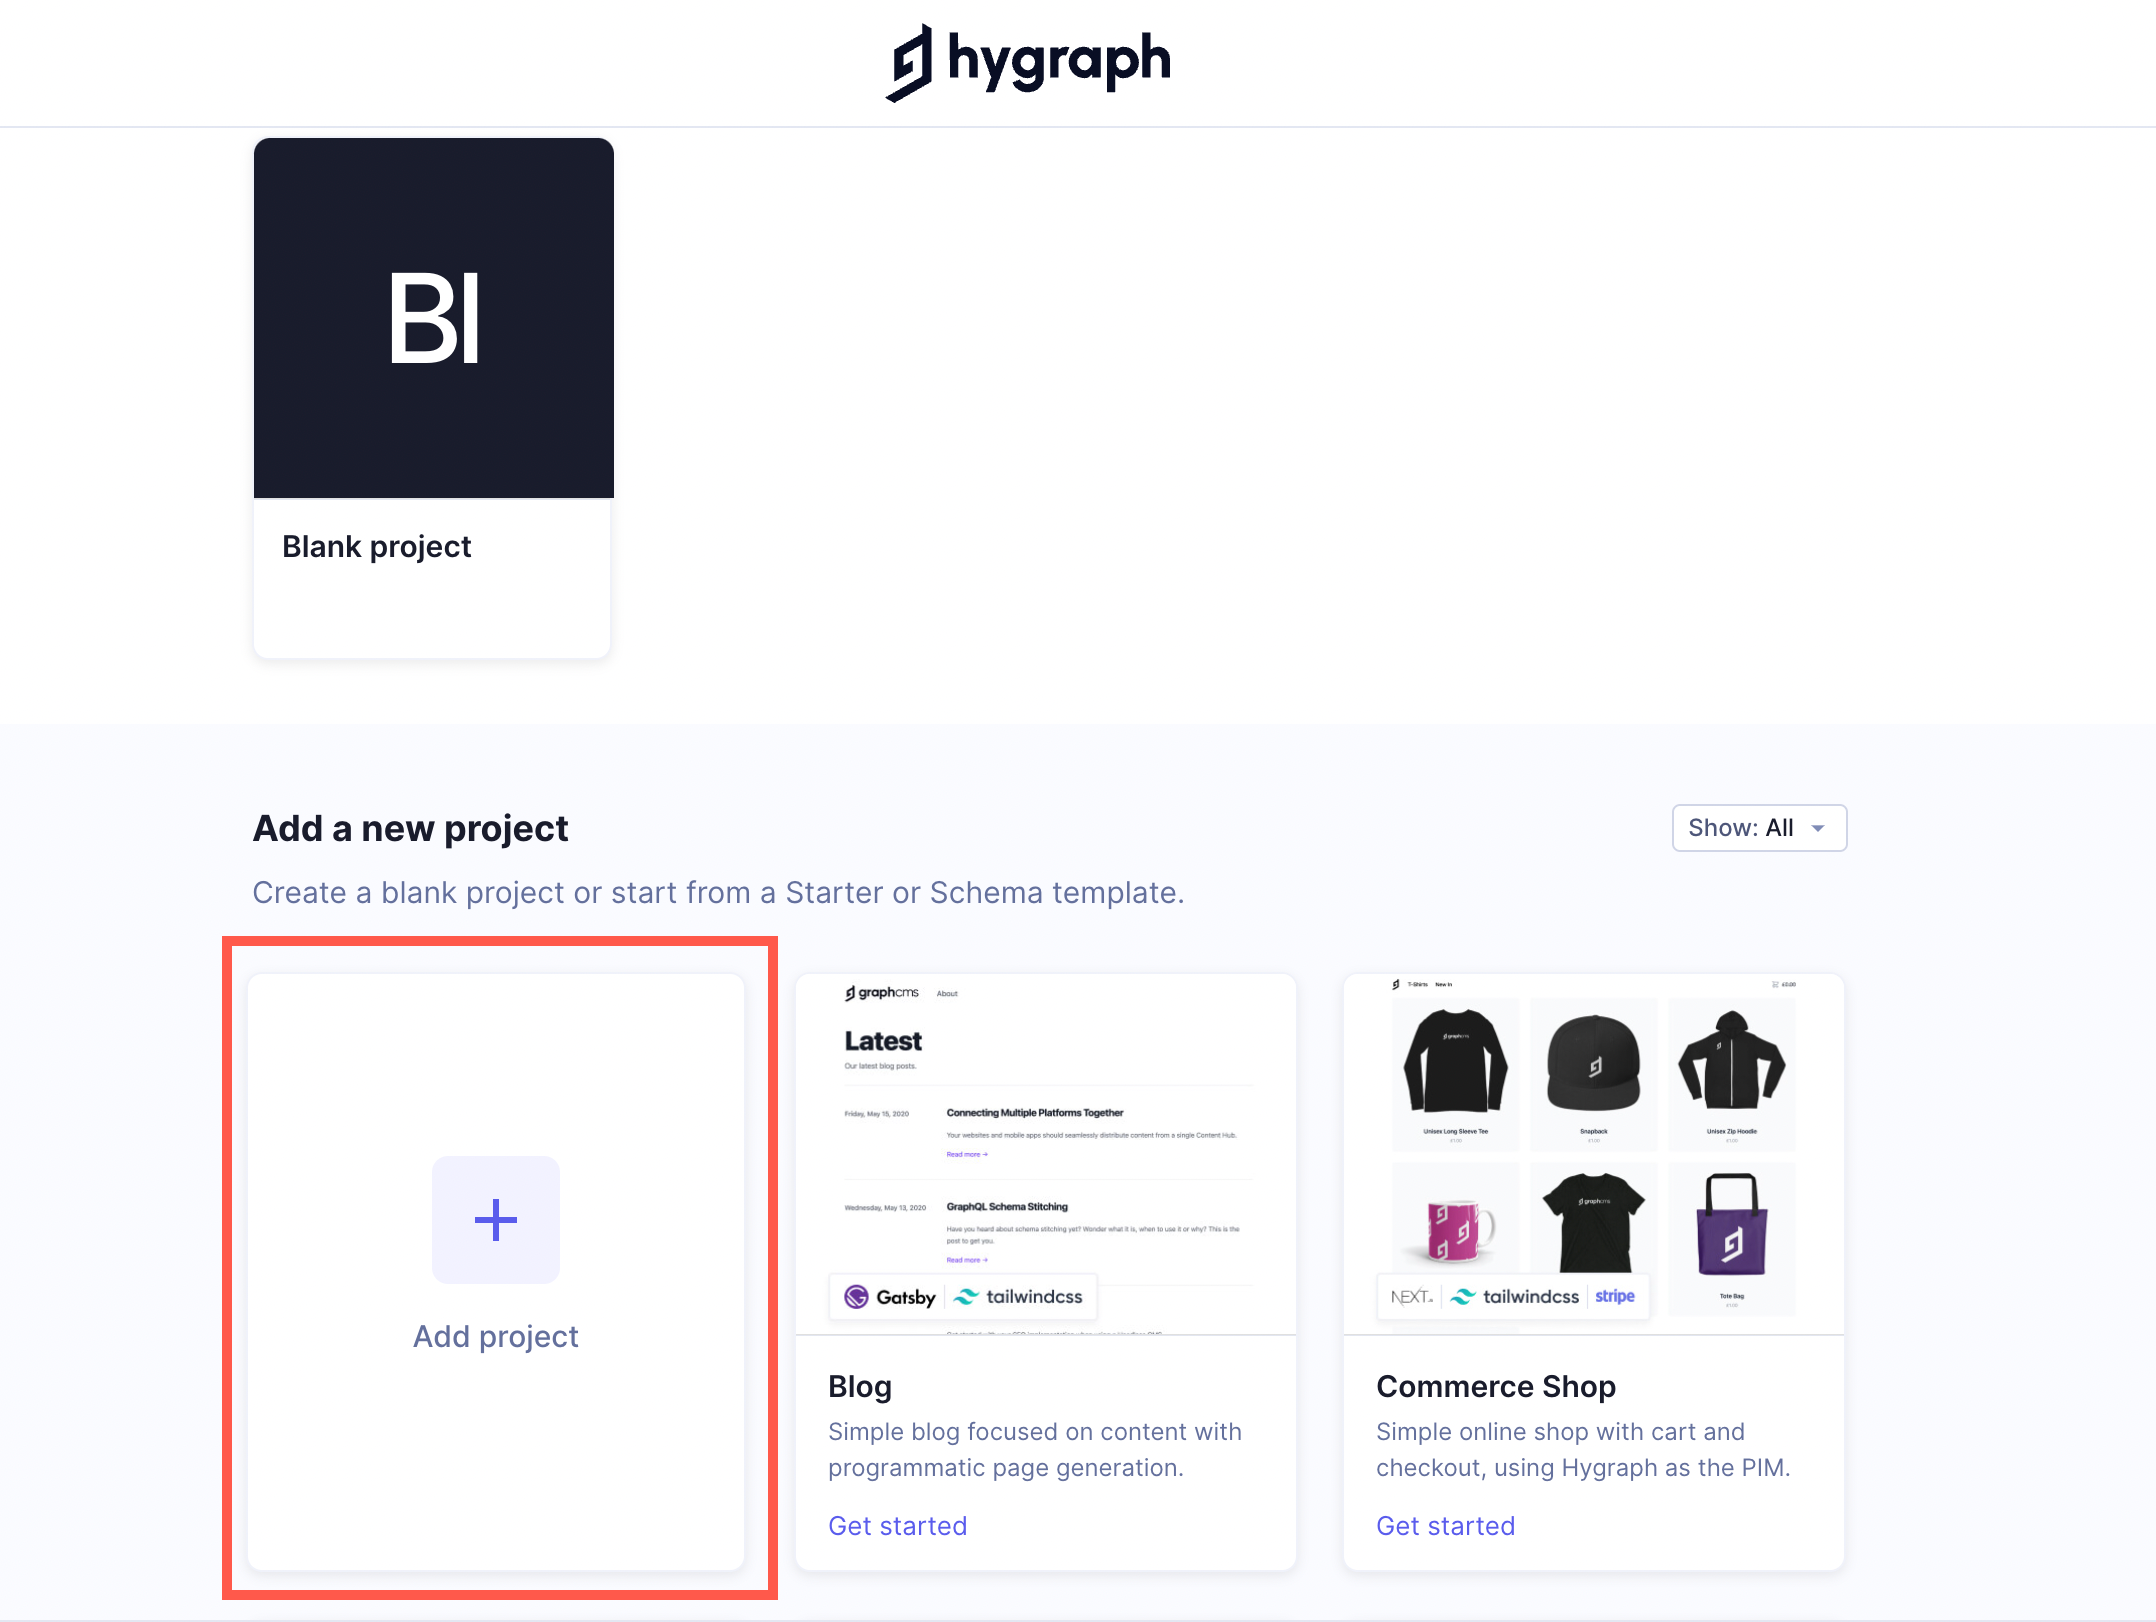 hygraph
Bl
Blank project
Add a new project
Show: All
Create a blank project or start from a Starter or Schema template.
Add project
graphcms About
Latest
Our latest blog posts.
Friday, May 15, 2020
Connecting Multiple Platforms Together
Your websites and mobile apps should seamlessly distribute content from a single Content Hub.
Read more →
Wednesday, May 13, 2020
GraphQL Schema Stitching
Have you heard about schema stitching yet? Wonder what it is, when to use it or why? This is the
post to get you.
Read more →
Gatsby tailwindcss
Blog
Simple blog focused on content with
programmatic page generation.
Get started
T-Shirts New In £0.00
graphcms
Unisex Long Sleeve Tee
Snapback
Unisex Zip Hoodie
graphcms
Tote Bag
NEXT.JS tailwindcss stripe
Commerce Shop
Simple online shop with cart and
checkout, using Hygraph as the PIM.
Get started